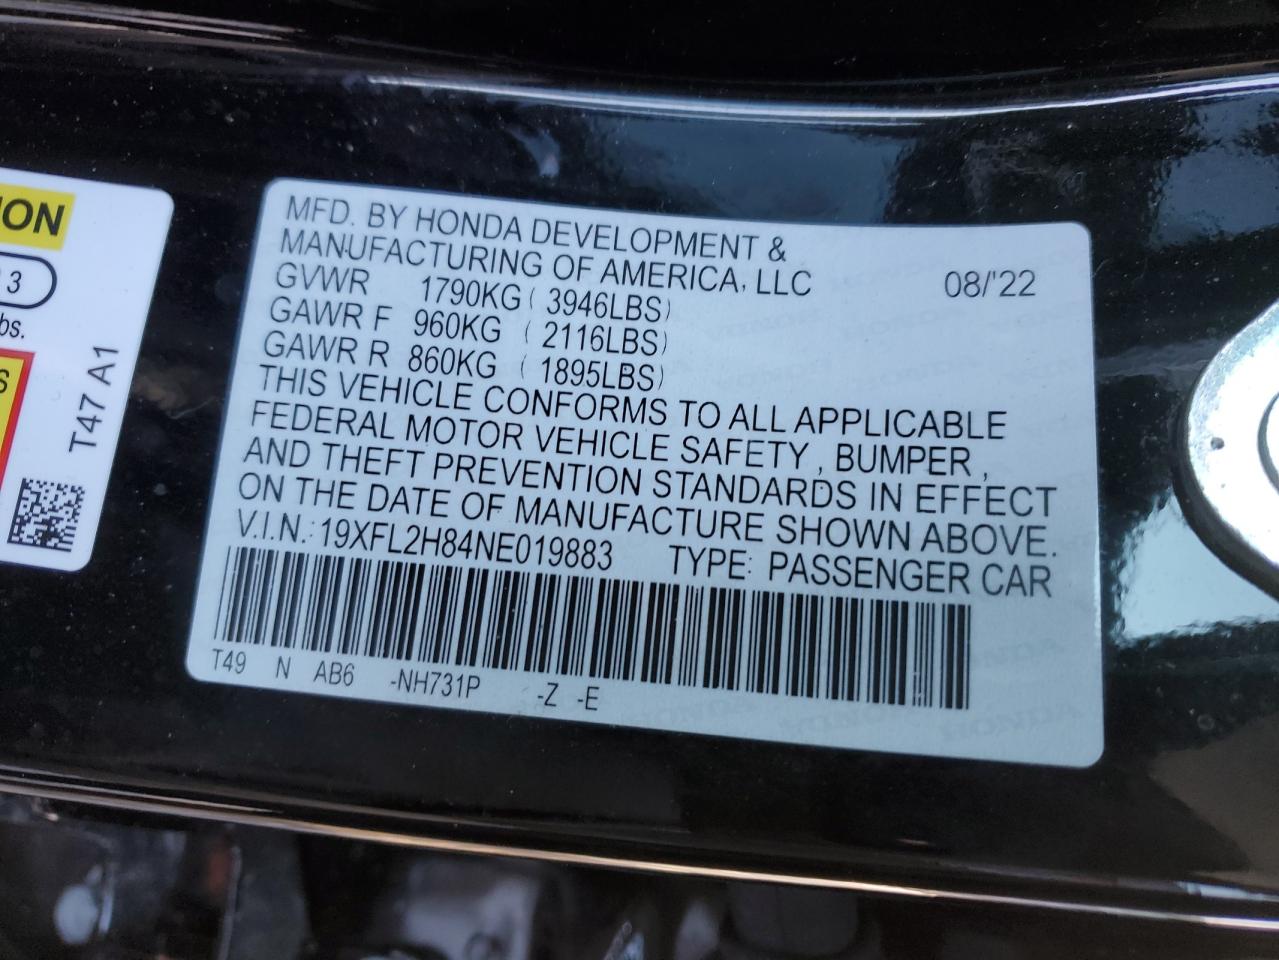 ION
3
bs.
S
T47 A1
MFD. BY HONDA DEVELOPMENT &
MANUFACTURING OF AMERICA, LLC 08/'22
GVWR 1790KG ( 3946LBS)
GAWR F 960KG ( 2116LBS)
GAWR R 860KG ( 1895LBS)
THIS VEHICLE CONFORMS TO ALL APPLICABLE
FEDERAL MOTOR VEHICLE SAFETY , BUMPER ,
AND THEFT PREVENTION STANDARDS IN EFFECT
ON THE DATE OF MANUFACTURE SHOWN ABOVE.
V.I.N.: 19XFL2H84NE019883 TYPE: PASSENGER CAR
T49 N AB6 -NH731P -Z -E